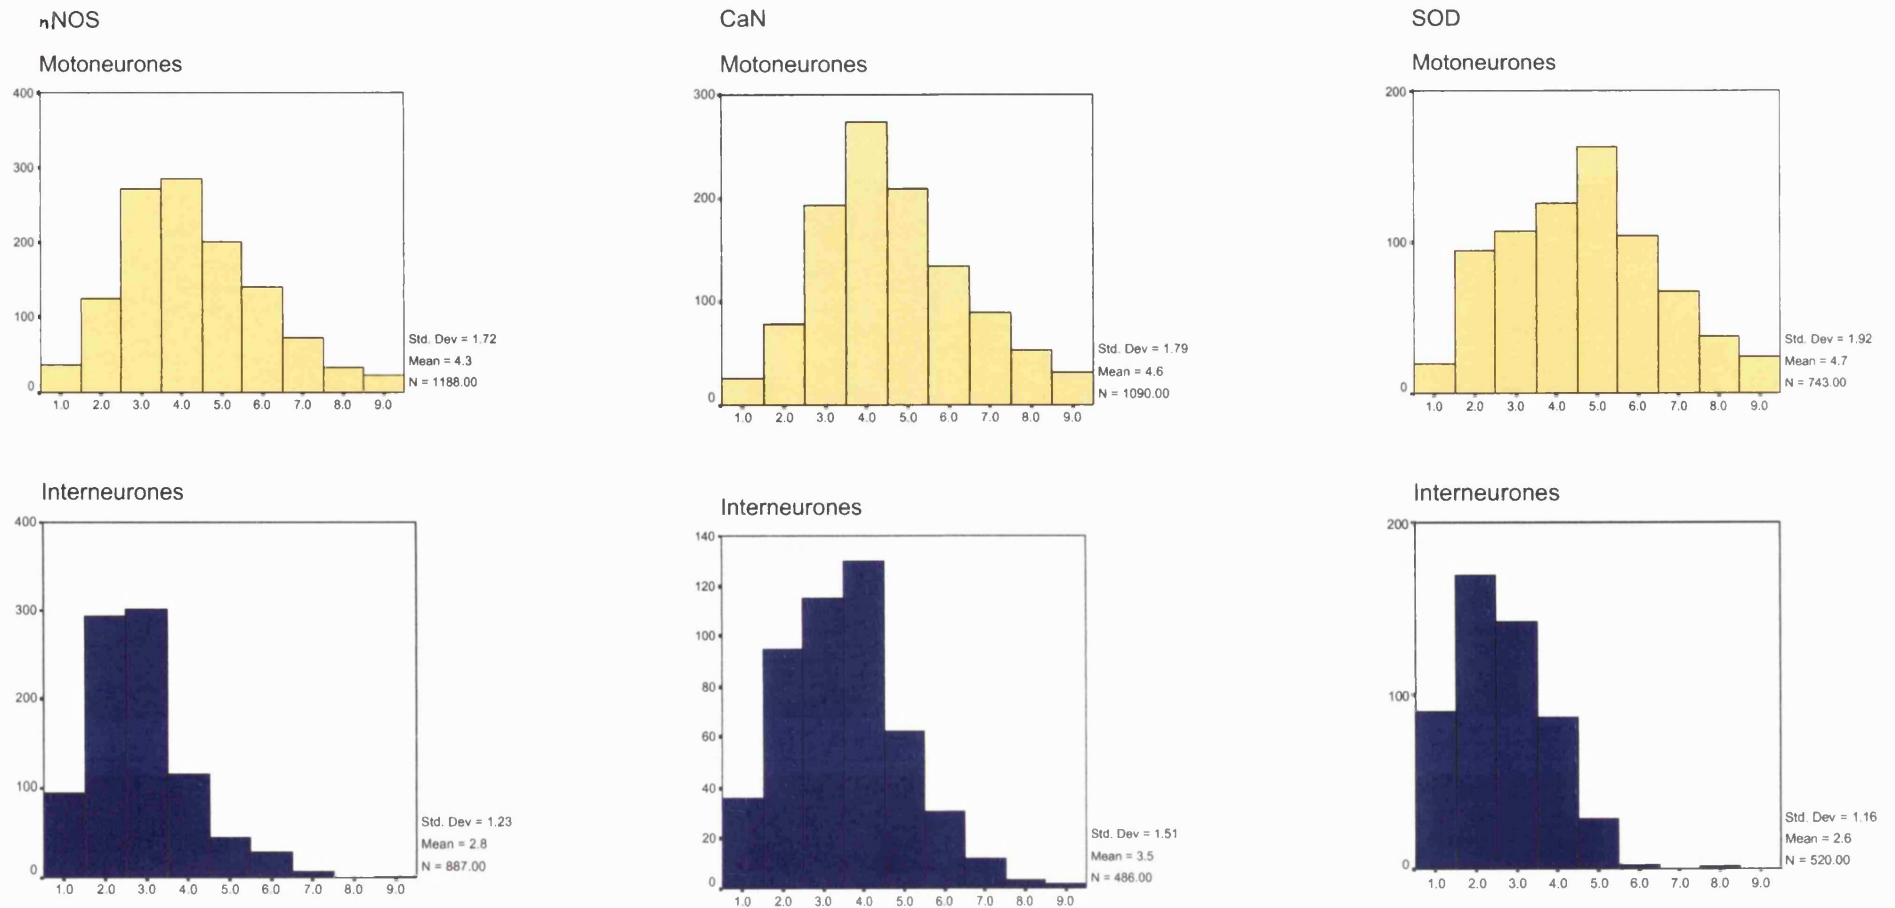 nNOS
Motoneurones
400
300
200
100
0
1.0 2.0 3.0 4.0 5.0 6.0 7.0 8.0 9.0
Std. Dev = 1.72
Mean = 4.3
N = 1188.00
CaN
Motoneurones
300
200
100
0
1.0 2.0 3.0 4.0 5.0 6.0 7.0 8.0 9.0
Std. Dev = 1.79
Mean = 4.6
N = 1090.00
SOD
Motoneurones
200
100
0
1.0 2.0 3.0 4.0 5.0 6.0 7.0 8.0 9.0
Std. Dev = 1.92
Mean = 4.7
N = 743.00
Interneurones
400
300
200
100
0
1.0 2.0 3.0 4.0 5.0 6.0 7.0 8.0 9.0
Std. Dev = 1.23
Mean = 2.8
N = 887.00
Interneurones
140
120
100
80
60
40
20
0
1.0 2.0 3.0 4.0 5.0 6.0 7.0 8.0 9.0
Std. Dev = 1.51
Mean = 3.5
N = 486.00
Interneurones
200
100
0
1.0 2.0 3.0 4.0 5.0 6.0 7.0 8.0 9.0
Std. Dev = 1.16
Mean = 2.6
N = 520.00